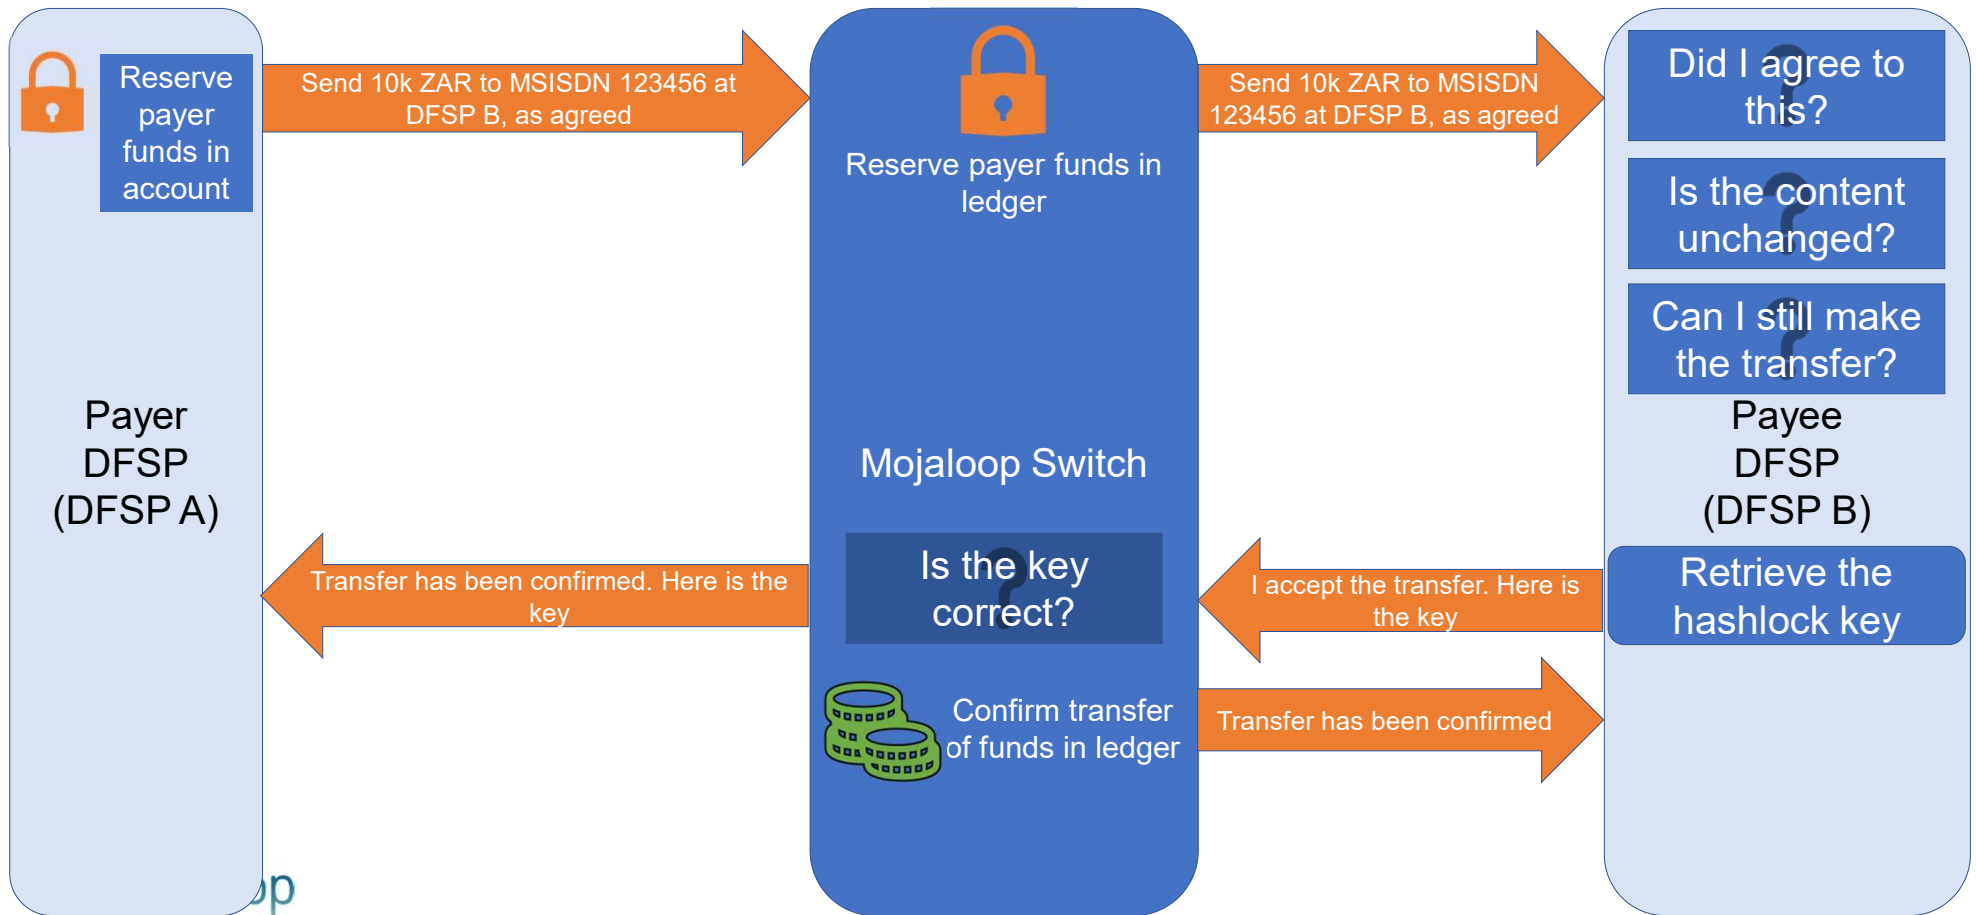 Reserve
payer
funds in
account
Send 10k ZAR to MSISDN 123456 at
DFSP B, as agreed
Reserve payer funds in
ledger
Send 10k ZAR to MSISDN
123456 at DFSP B, as agreed
Did I agree to
this?
Is the content
unchanged?
Can I still make
the transfer?
Payer
DFSP
(DFSP A)
Mojaloop Switch
Payee
DFSP
(DFSP B)
Retrieve the
hashlock key
I accept the transfer. Here is
the key
Is the key
correct?
Transfer has been confirmed. Here is the
key
Confirm transfer
of funds in ledger
Transfer has been confirmed